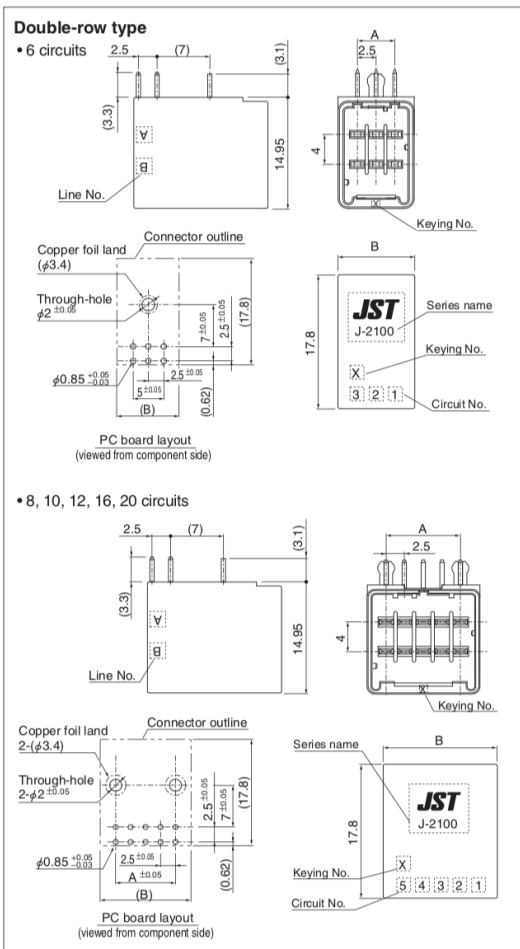 Double-row type
• 6 circuits
2.5 (7) (3.1)
(3.3)
A
B
14.95
Line No.
A
2.5
4
X
Keying No.
Connector outline
Copper foil land
(φ3.4)
Through-hole
φ2 ±0.05
7±0.05
2.5±0.05
(17.8)
φ0.85 +0.05 -0.03
2.5±0.05
5±0.05
(0.62)
(B)
PC board layout
(viewed from component side)
B
17.8
JST
J-2100
Series name
X
Keying No.
3 2 1
Circuit No.
• 8, 10, 12, 16, 20 circuits
2.5 (7) (3.1)
(3.3)
A
B
14.95
Line No.
A
2.5
4
X
Keying No.
Copper foil land
2-(φ3.4)
Connector outline
Through-hole
2-φ2±0.05
2.5±0.05
7±0.05
(17.8)
φ0.85 +0.05 -0.03
2.5±0.05
A ±0.05
(0.62)
(B)
PC board layout
(viewed from component side)
Series name
B
17.8
JST
J-2100
Keying No.
X
Circuit No.
5 4 3 2 1